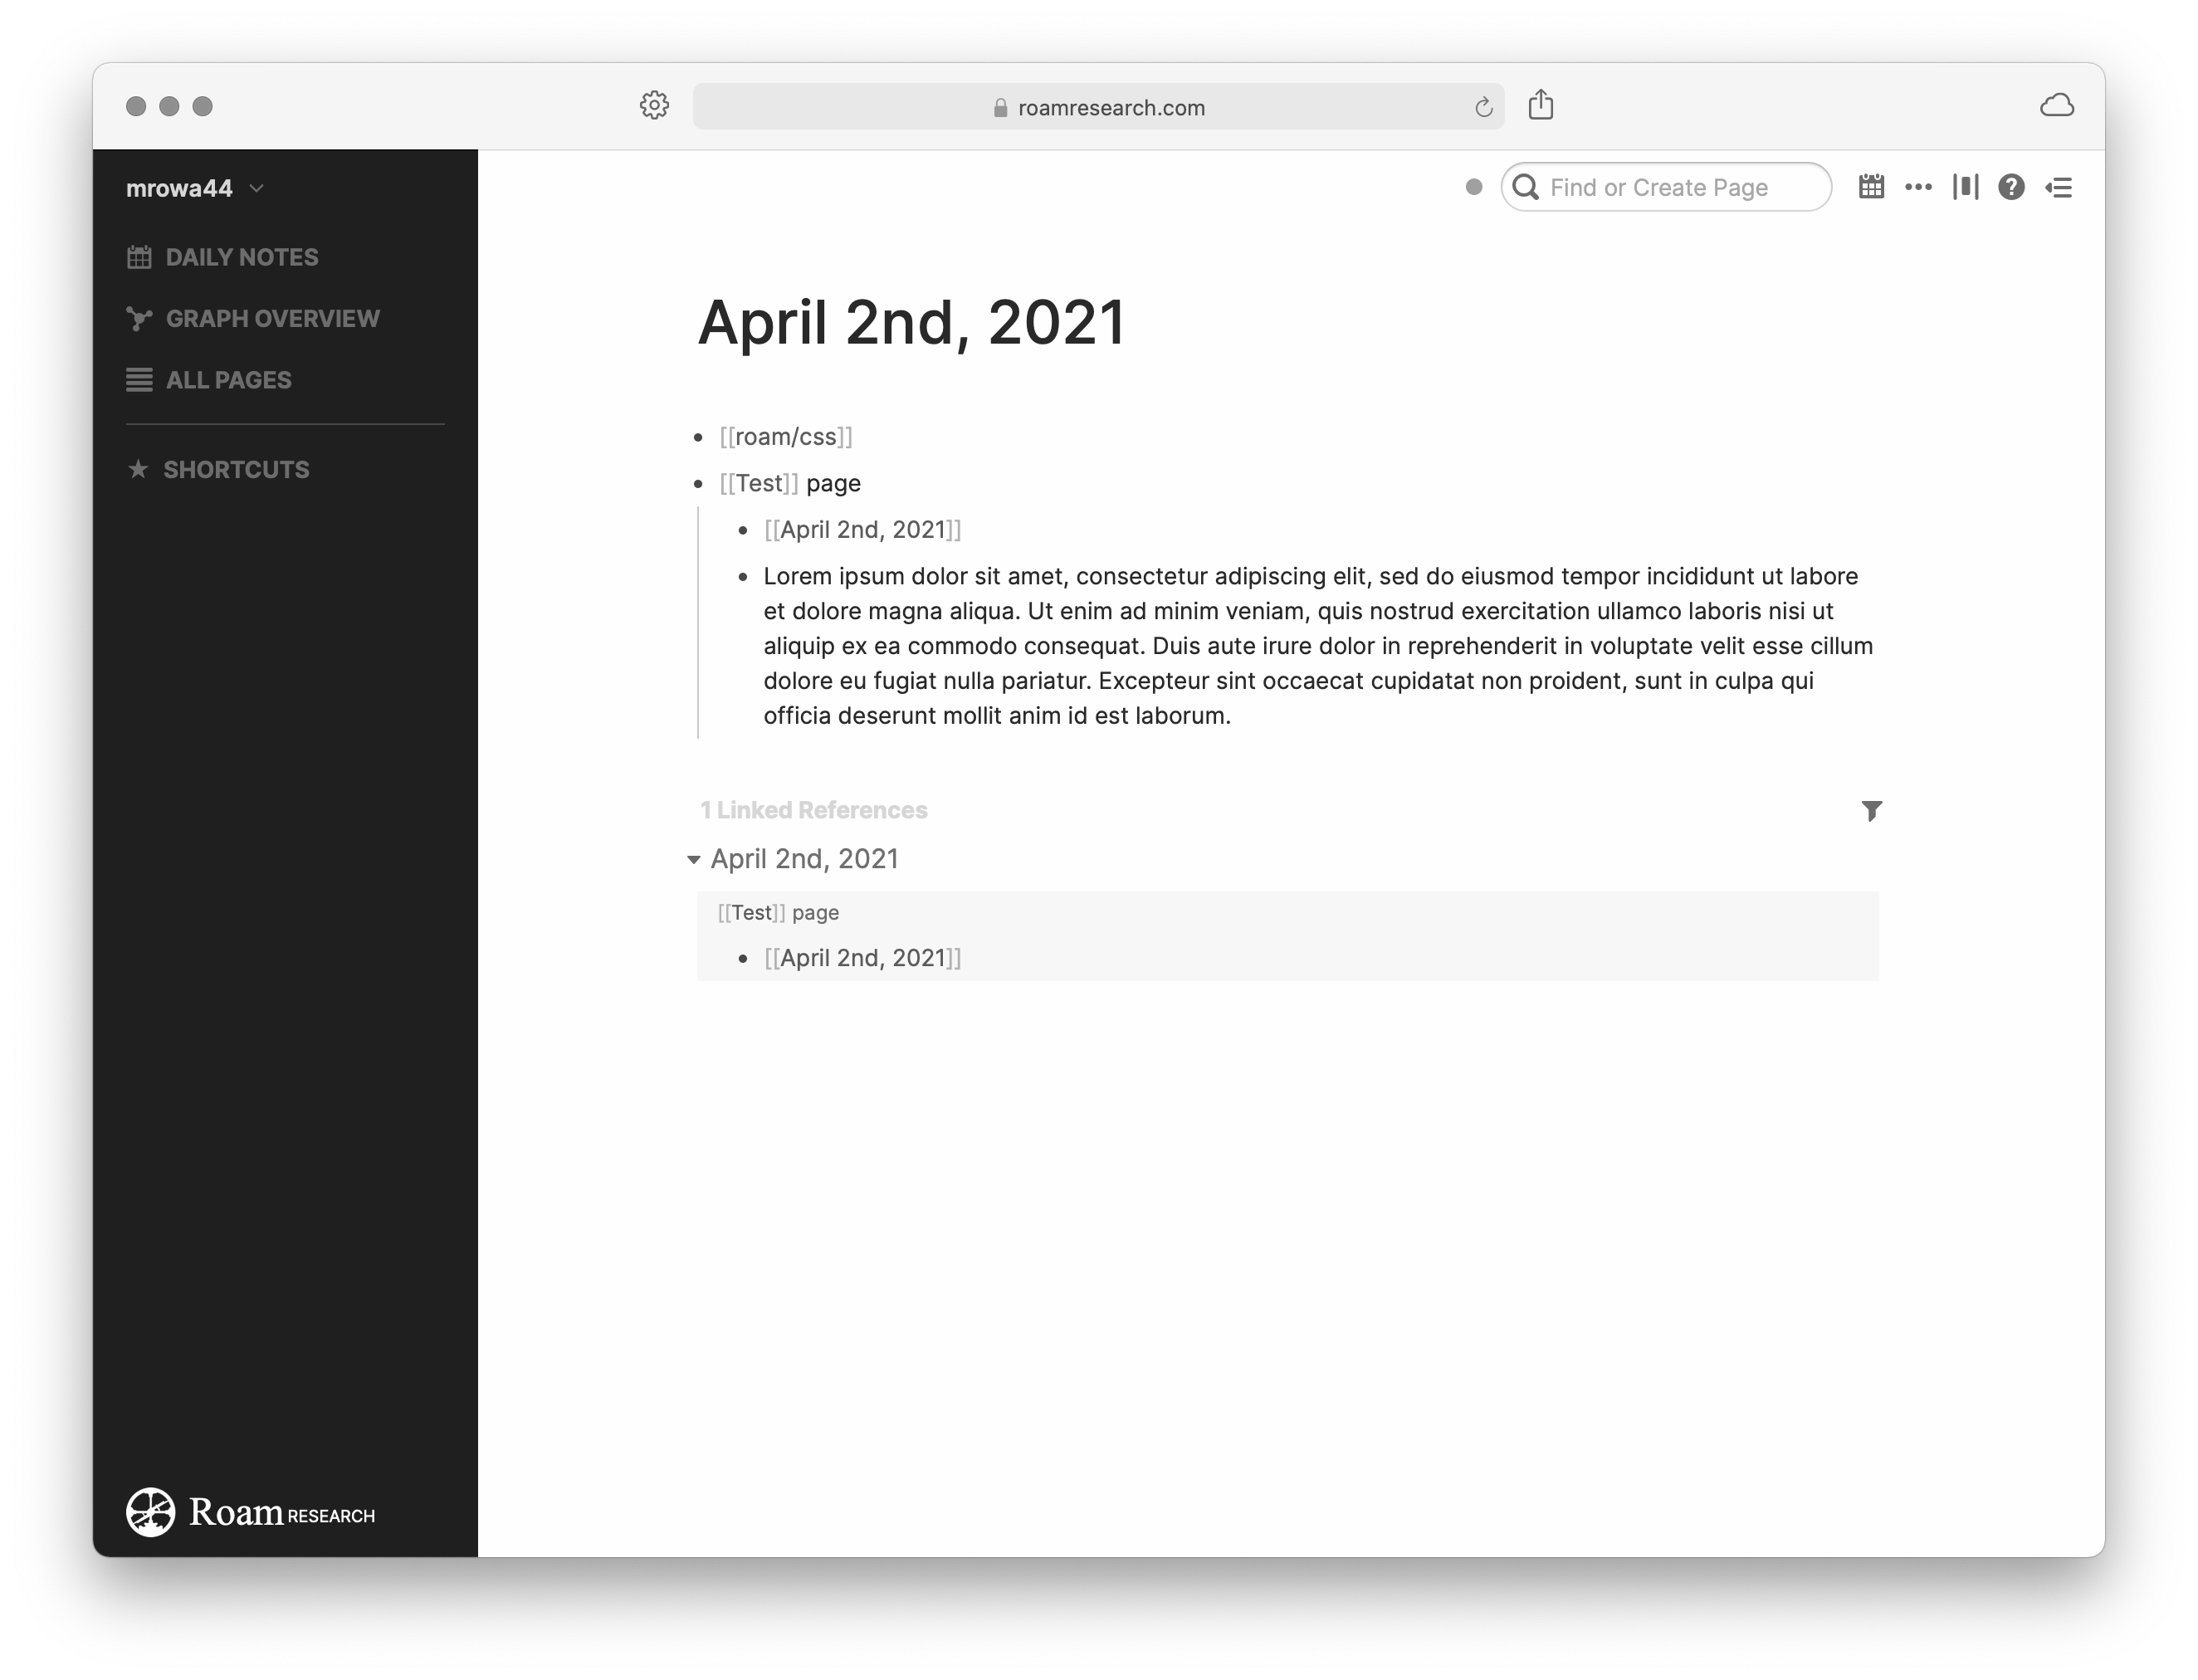 roamresearch.com
mrowa44
Find or Create Page
DAILY NOTES
GRAPH OVERVIEW
ALL PAGES
SHORTCUTS
April 2nd, 2021
[[roam/css]]
[[Test]] page
[[April 2nd, 2021]]
Lorem ipsum dolor sit amet, consectetur adipiscing elit, sed do eiusmod tempor incididunt ut labore
et dolore magna aliqua. Ut enim ad minim veniam, quis nostrud exercitation ullamco laboris nisi ut
aliquip ex ea commodo consequat. Duis aute irure dolor in reprehenderit in voluptate velit esse cillum
dolore eu fugiat nulla pariatur. Excepteur sint occaecat cupidatat non proident, sunt in culpa qui
officia deserunt mollit anim id est laborum.
1 Linked References
April 2nd, 2021
[[Test]] page
[[April 2nd, 2021]]
Roam RESEARCH